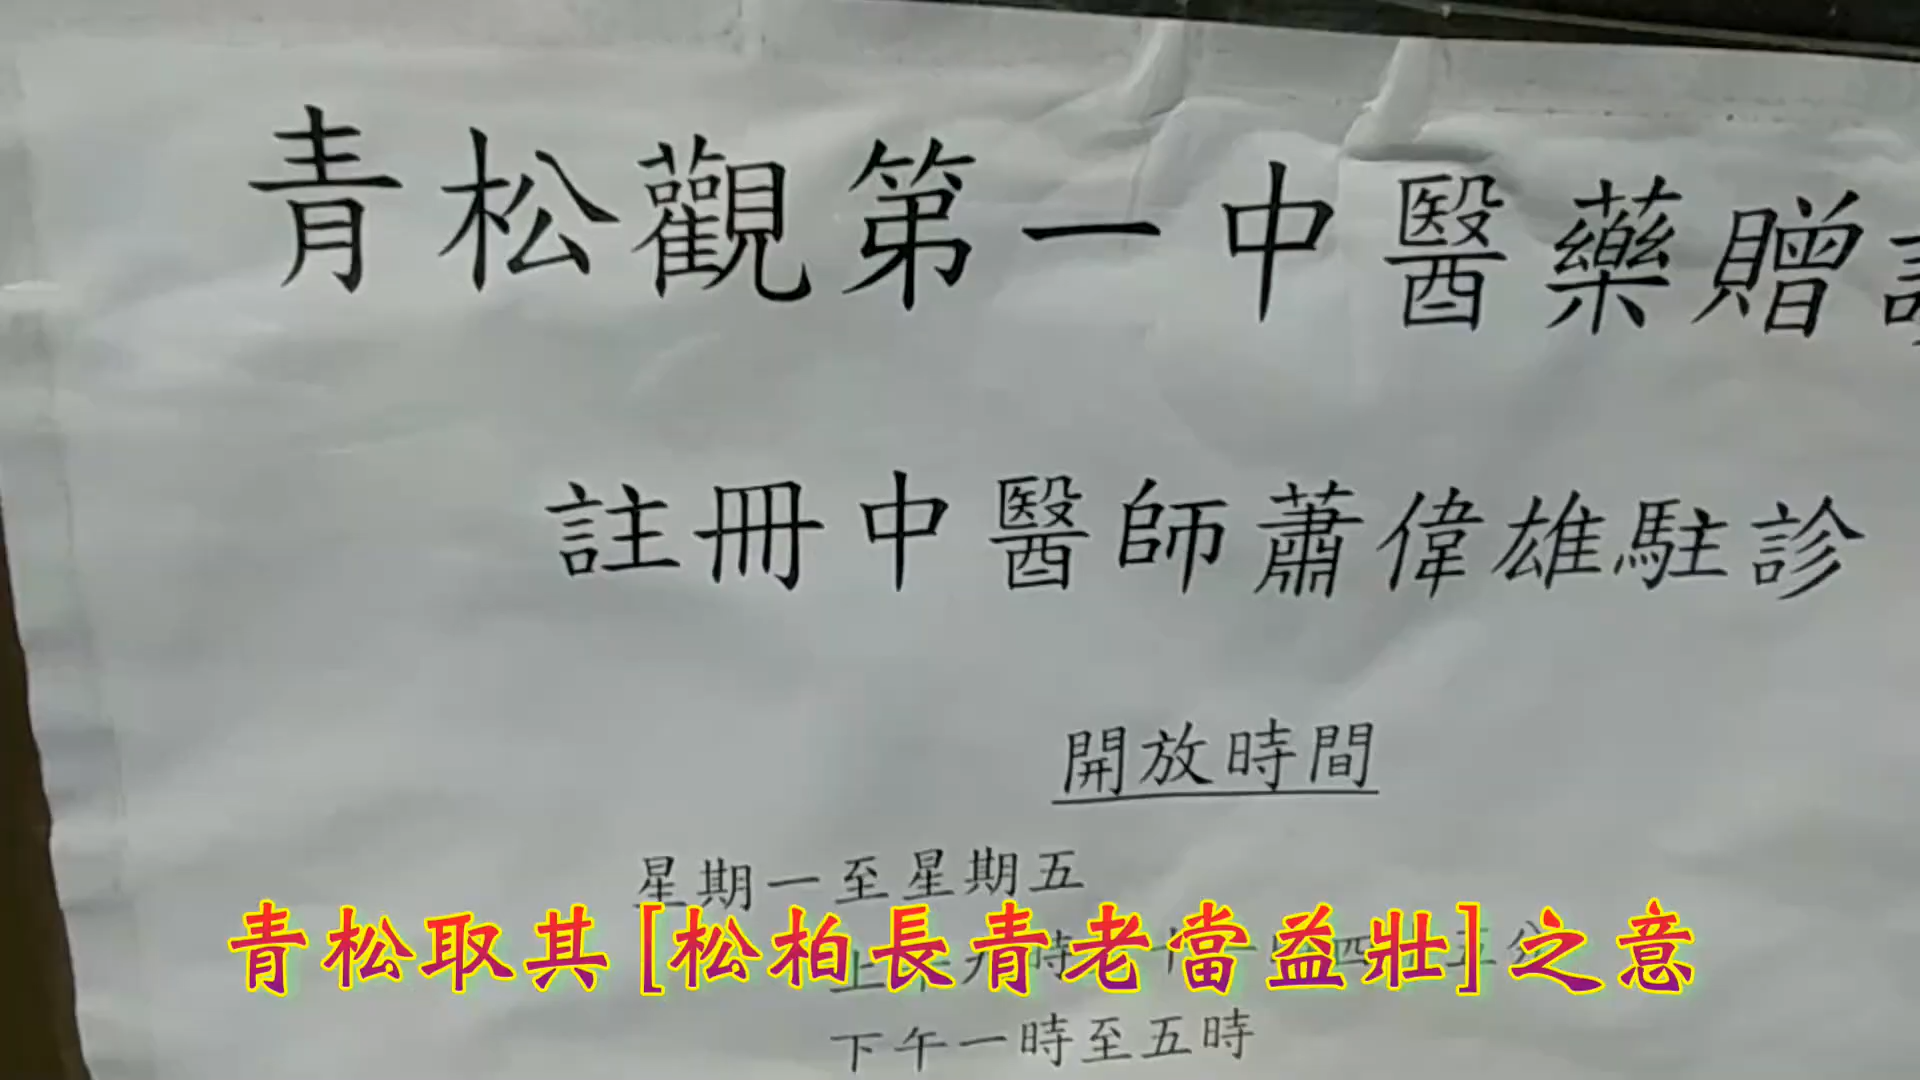 青松觀第一中醫藥贈
註冊中醫師蕭偉雄駐診
開放時間
星期一至星期五
青松取其[松柏長青老當益壯]之意
下午一時至五時